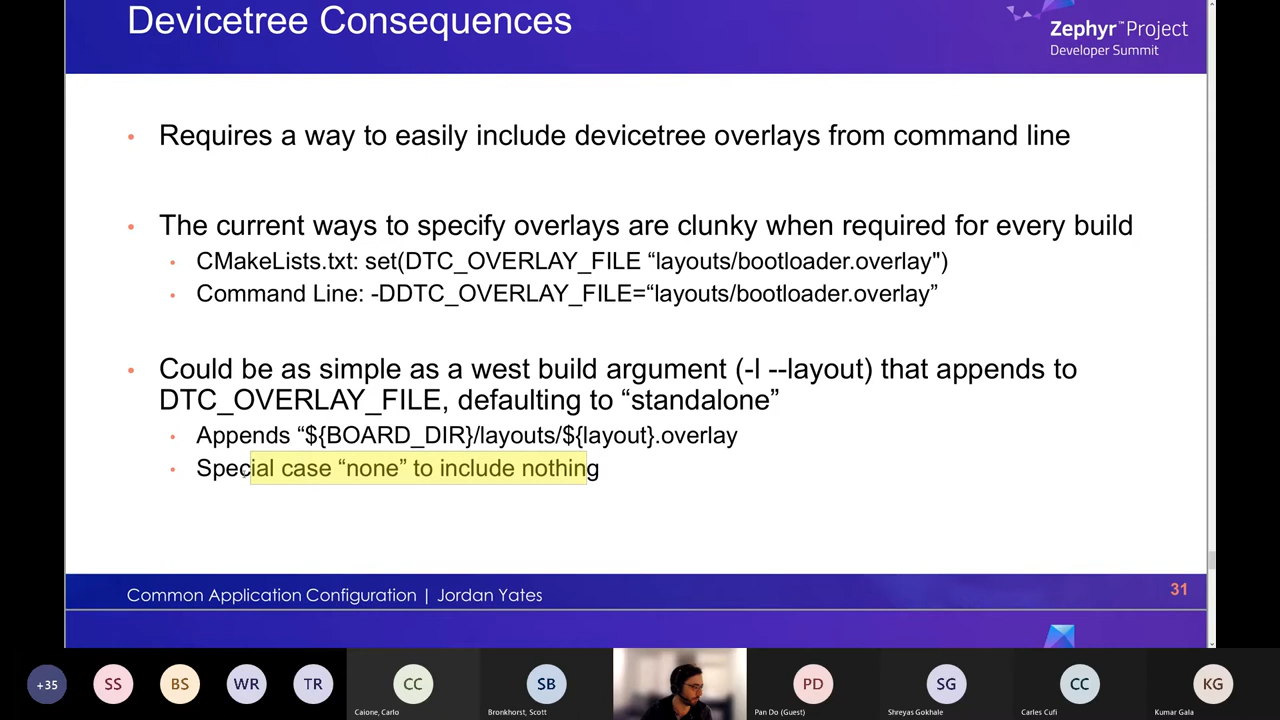 Devicetree Consequences
Zephyr™Project
Developer Summit
• Requires a way to easily include devicetree overlays from command line
• The current ways to specify overlays are clunky when required for every build
• CMakeLists.txt: set(DTC_OVERLAY_FILE “layouts/bootloader.overlay")
• Command Line: -DDTC_OVERLAY_FILE=“layouts/bootloader.overlay”
• Could be as simple as a west build argument (-l --layout) that appends to
DTC_OVERLAY_FILE, defaulting to “standalone”
• Appends “${BOARD_DIR}/layouts/${layout}.overlay
• Special case “none” to include nothing
Common Application Configuration | Jordan Yates
31
+35
SS
BS
WR
TR
CC
Caione, Carlo
SB
Bronkhorst, Scott
PD
Pan Do (Guest)
SG
Shreyas Gokhale
CC
Carles Cufi
KG
Kumar Gala